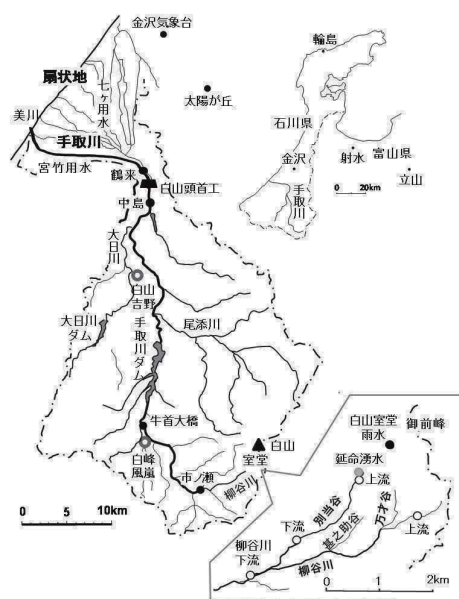 金沢気象台
輪島
扇状地
七ヶ用水
太陽が丘
石川県
美川
富山県
手取川
金沢
射水
立山
宮竹用水
鶴来
手取川
0 20km
白山頭首工
中島
大日川
白山
吉野
尾添川
大日川
ダム
手取川ダム
御前峰
白山室堂
雨水
牛首大橋
白山
室堂
延命湧水
白峰
風嵐
市ノ瀬
柳谷川
上流
別当谷
万才谷
甚之助谷
上流
下流
柳谷川
下流
柳谷川
0 5 10km
0 1 2km